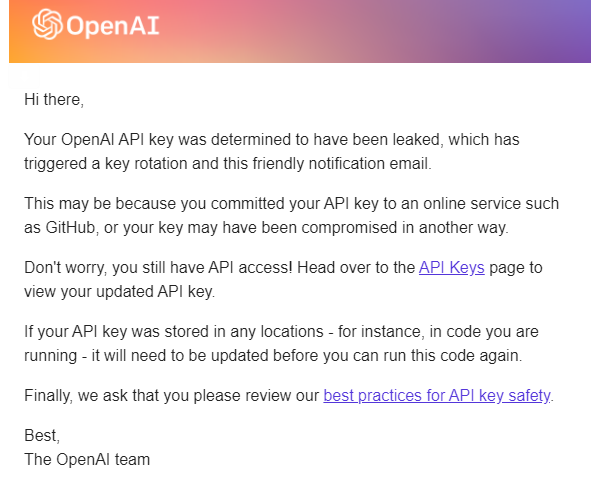 OpenAI
Hi there,
Your OpenAI API key was determined to have been leaked, which has
triggered a key rotation and this friendly notification email.
This may be because you committed your API key to an online service such
as GitHub, or your key may have been compromised in another way.
Don't worry, you still have API access! Head over to the API Keys page to
view your updated API key.
If your API key was stored in any locations - for instance, in code you are
running - it will need to be updated before you can run this code again.
Finally, we ask that you please review our best practices for API key safety.
Best,
The OpenAI team